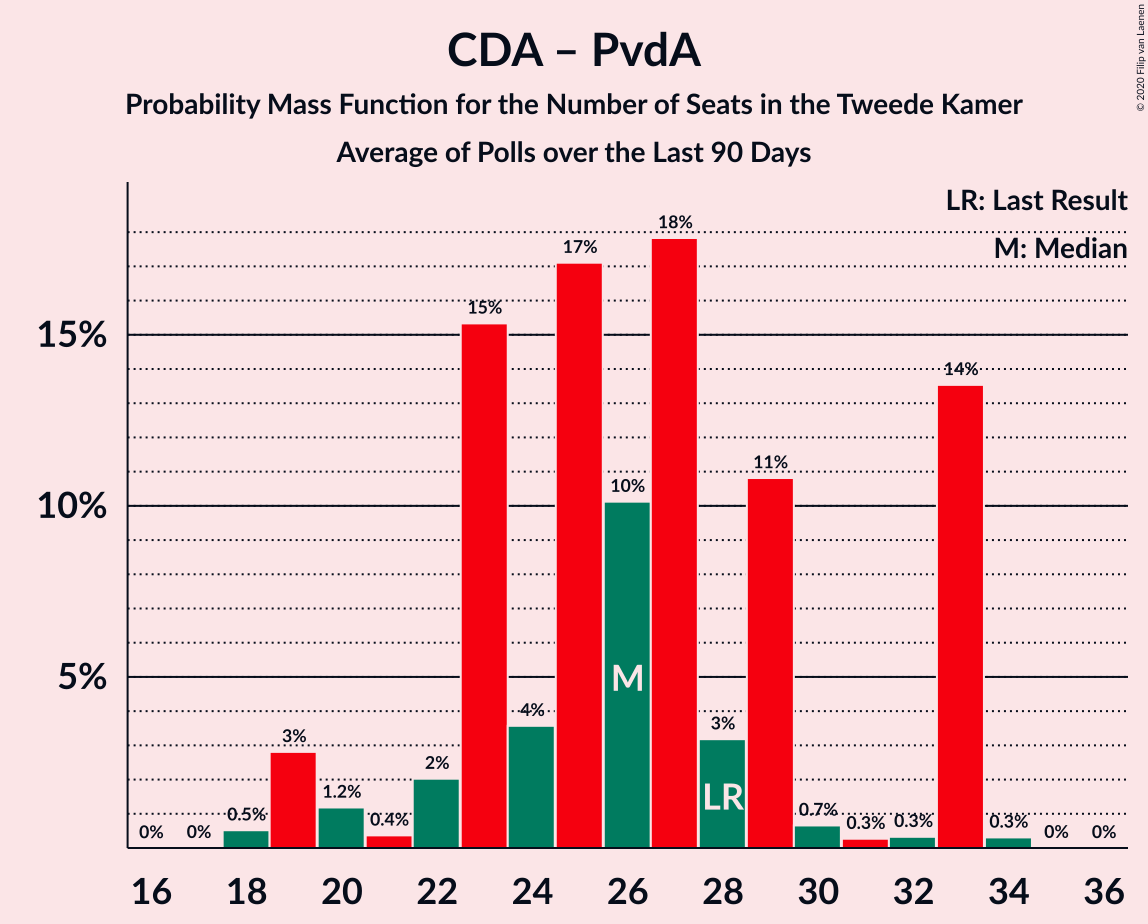 CDA – PvdA
Probability Mass Function for the Number of Seats in the Tweede Kamer
Average of Polls over the Last 90 Days
© 2020 Filip van Laenen
LR: Last Result
M: Median
15%
10%
5%
0%
0%
0.5%
3%
1.2%
0.4%
2%
15%
4%
17%
10%
18%
3%
11%
0.7%
0.3%
0.3%
14%
0.3%
0%
0%
M
LR
16 18 20 22 24 26 28 30 32 34 36